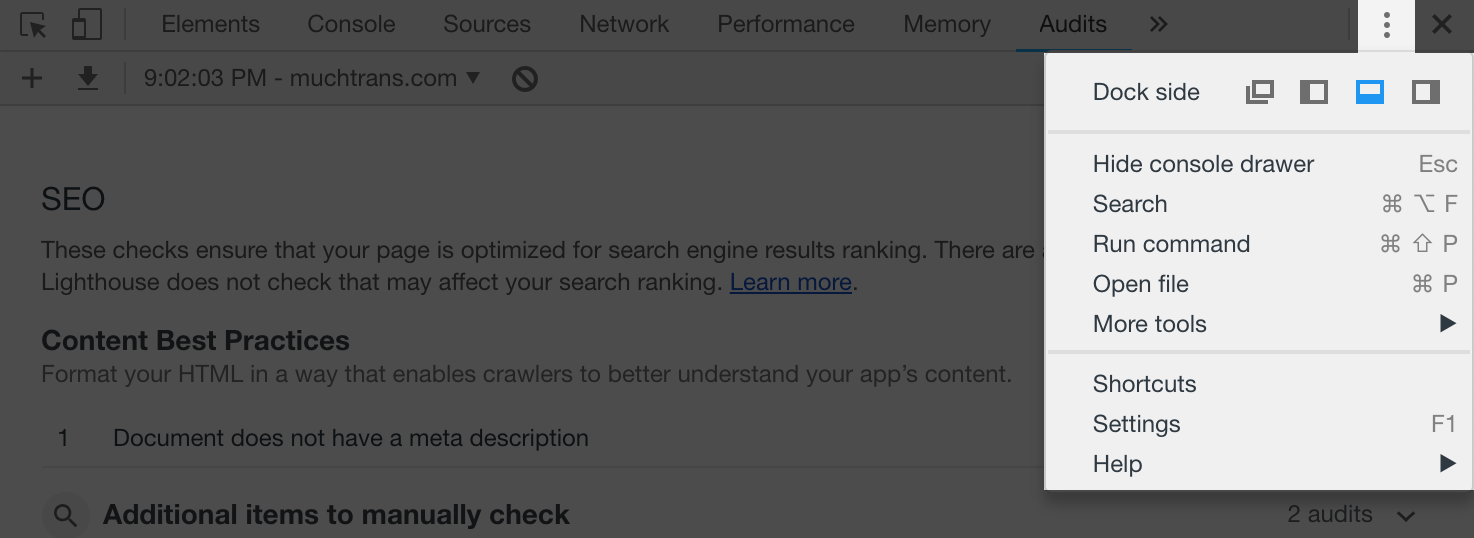 Elements Console Sources Network Performance Memory Audits »
9:02:03 PM - muchtrans.com ▼
Dock side
Hide console drawer Esc
Search ⌘ ⌥ F
Run command ⌘ ⇧ P
Open file ⌘ P
More tools ▶
Shortcuts
Settings F1
Help ▶
SEO
These checks ensure that your page is optimized for search engine results ranking. There are
Lighthouse does not check that may affect your search ranking. Learn more.
Content Best Practices
Format your HTML in a way that enables crawlers to better understand your app’s content.
1 Document does not have a meta description
Additional items to manually check 2 audits